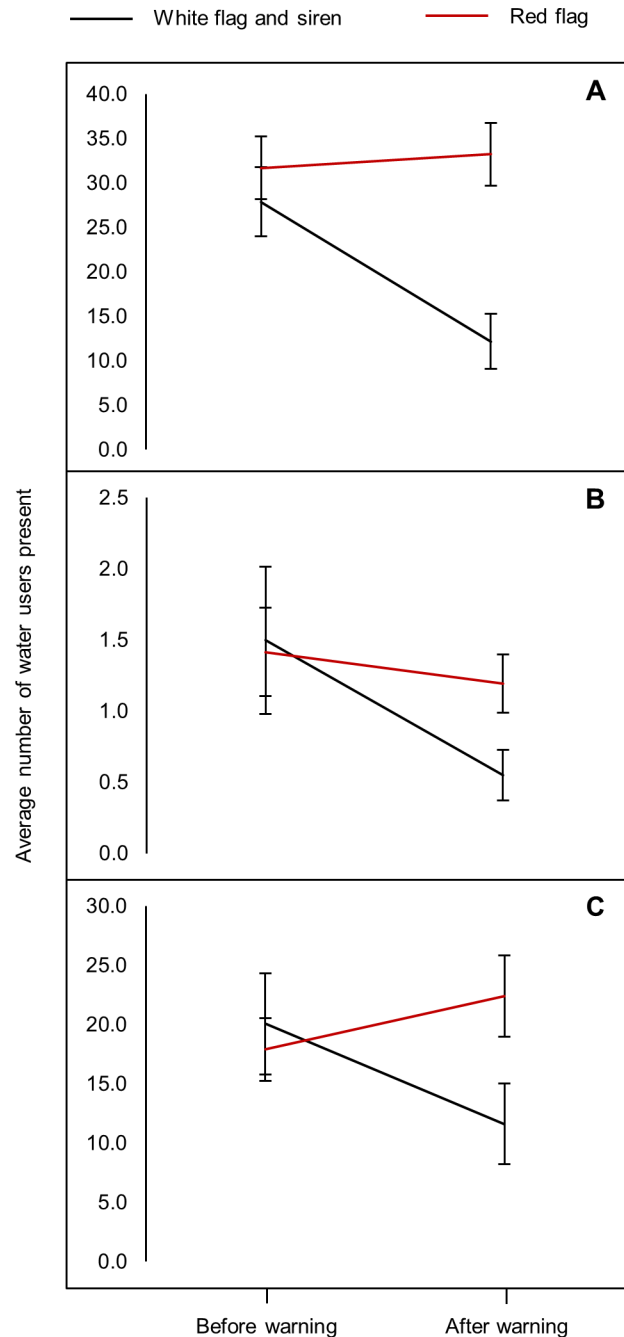 White flag and siren
Red flag
A
40.0
35.0
30.0
25.0
20.0
15.0
10.0
5.0
0.0
Average number of water users present
B
2.5
2.0
1.5
1.0
0.5
0.0
C
30.0
25.0
20.0
15.0
10.0
5.0
0.0
Before warning
After warning